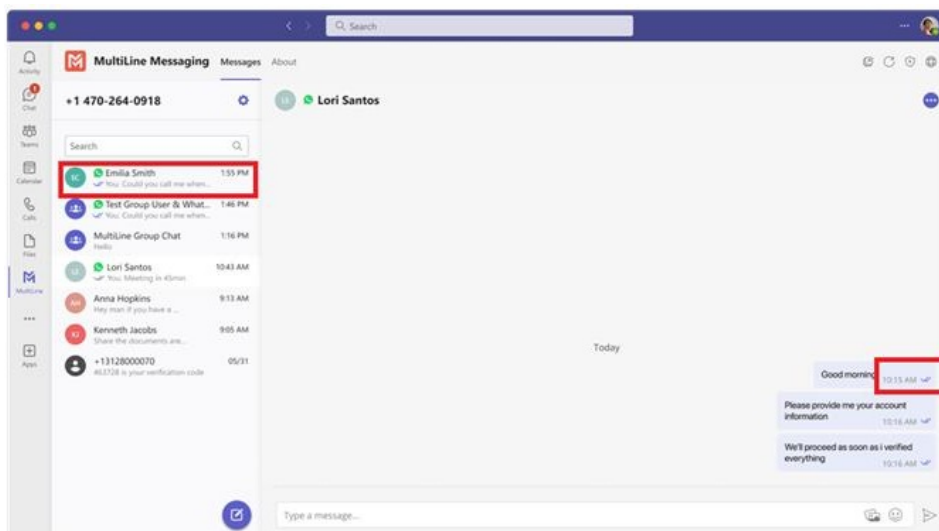 Search
Activity
Chat
1
Teams
Calendar
Calls
Files
MultiLine
Apps
MultiLine Messaging Messages About
+1 470-264-0918
Search
Emilia Smith 1:55 PM
You: Could you call me when...
Test Group User & What... 1:46 PM
You: Could you call me when...
MultiLine Group Chat 1:16 PM
Hello
LS Lori Santos 10:43 AM
You: Meeting in 45min
AH Anna Hopkins 9:13 AM
Hey man if you have a ...
KJ Kenneth Jacobs 9:05 AM
Share the documents are...
+13128000070 05/31
463728 is your verification code
LS Lori Santos
Today
Good morning 10:15 AM
Please provide me your account
information 10:16 AM
We'll proceed as soon as i verified
everything 10:16 AM
Type a message...